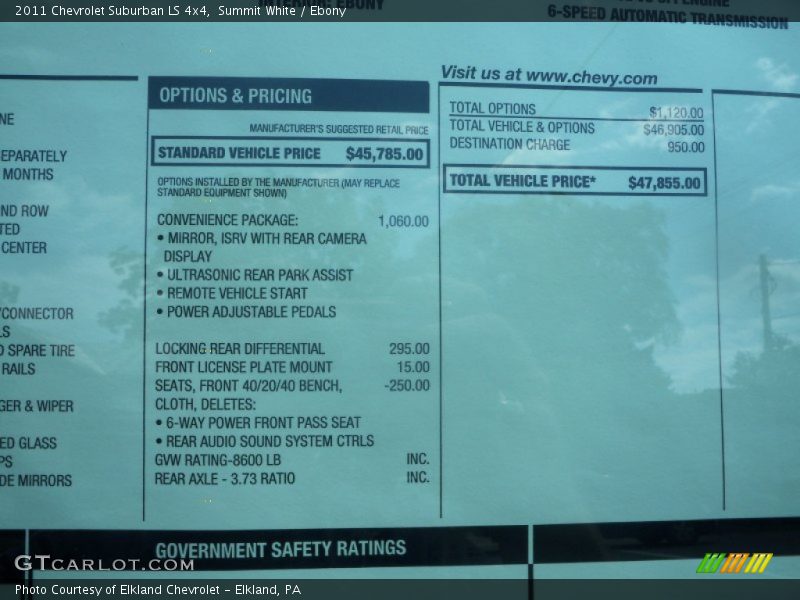 2011 Chevrolet Suburban LS 4x4, Summit White / Ebony
INTERIOR: EBONY
ENGINE
6-SPEED AUTOMATIC TRANSMISSION
NE
EPARATELY
MONTHS
ND ROW
TED
CENTER
/CONNECTOR
LS
D SPARE TIRE
RAILS
GER & WIPER
ED GLASS
PS
DE MIRRORS
OPTIONS & PRICING
MANUFACTURER'S SUGGESTED RETAIL PRICE
STANDARD VEHICLE PRICE $45,785.00
OPTIONS INSTALLED BY THE MANUFACTURER (MAY REPLACE
STANDARD EQUIPMENT SHOWN)
CONVENIENCE PACKAGE: 1,060.00
• MIRROR, ISRV WITH REAR CAMERA
DISPLAY
• ULTRASONIC REAR PARK ASSIST
• REMOTE VEHICLE START
• POWER ADJUSTABLE PEDALS
LOCKING REAR DIFFERENTIAL 295.00
FRONT LICENSE PLATE MOUNT 15.00
SEATS, FRONT 40/20/40 BENCH, -250.00
CLOTH, DELETES:
• 6-WAY POWER FRONT PASS SEAT
• REAR AUDIO SOUND SYSTEM CTRLS
GVW RATING-8600 LB INC.
REAR AXLE - 3.73 RATIO INC.
Visit us at www.chevy.com
TOTAL OPTIONS $1,120.00
TOTAL VEHICLE & OPTIONS $46,905.00
DESTINATION CHARGE 950.00
TOTAL VEHICLE PRICE* $47,855.00
GOVERNMENT SAFETY RATINGS
GTCARLOT.COM
Photo Courtesy of Elkland Chevrolet - Elkland, PA